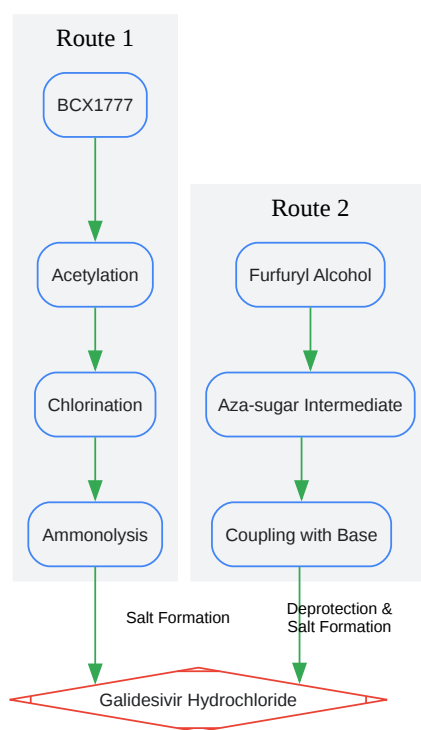 Route 1
BCX1777
Acetylation
Chlorination
Ammonolysis
Salt Formation
Route 2
Furfuryl Alcohol
Aza-sugar Intermediate
Coupling with Base
Deprotection &
Salt Formation
Galidesivir Hydrochloride